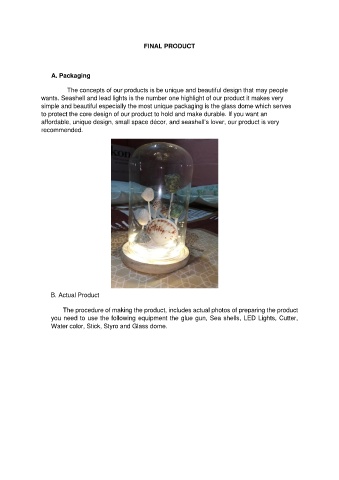 FINAL PRODUCT
A. Packaging
The concepts of our products is be unique and beautiful design that may people
wants. Seashell and lead lights is the number one highlight of our product it makes very
simple and beautiful especially the most unique packaging is the glass dome which serves
to protect the core design of our product to hold and make durable. If you want an
affordable, unique design, small space décor, and seashell's lover, our product is very
recommended.
B. Actual Product
The procedure of making the product, includes actual photos of preparing the product
you need to use the following equipment the glue gun, Sea shells, LED Lights, Cutter,
Water color, Stick, Styro and Glass dome.